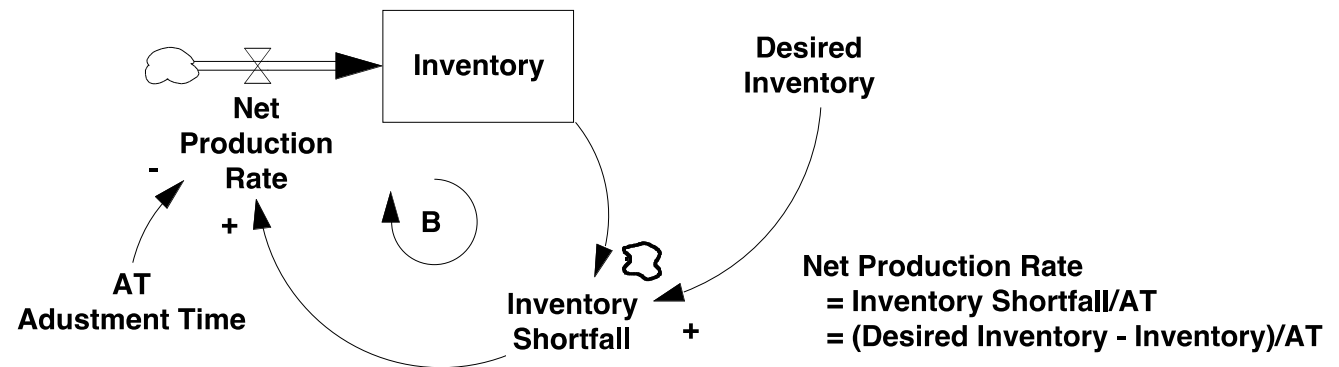 Inventory
Desired
Inventory
Net
Production
Rate
-
+
B
AT
Adustment Time
Inventory
Shortfall
+
Net Production Rate
= Inventory Shortfall/AT
= (Desired Inventory - Inventory)/AT